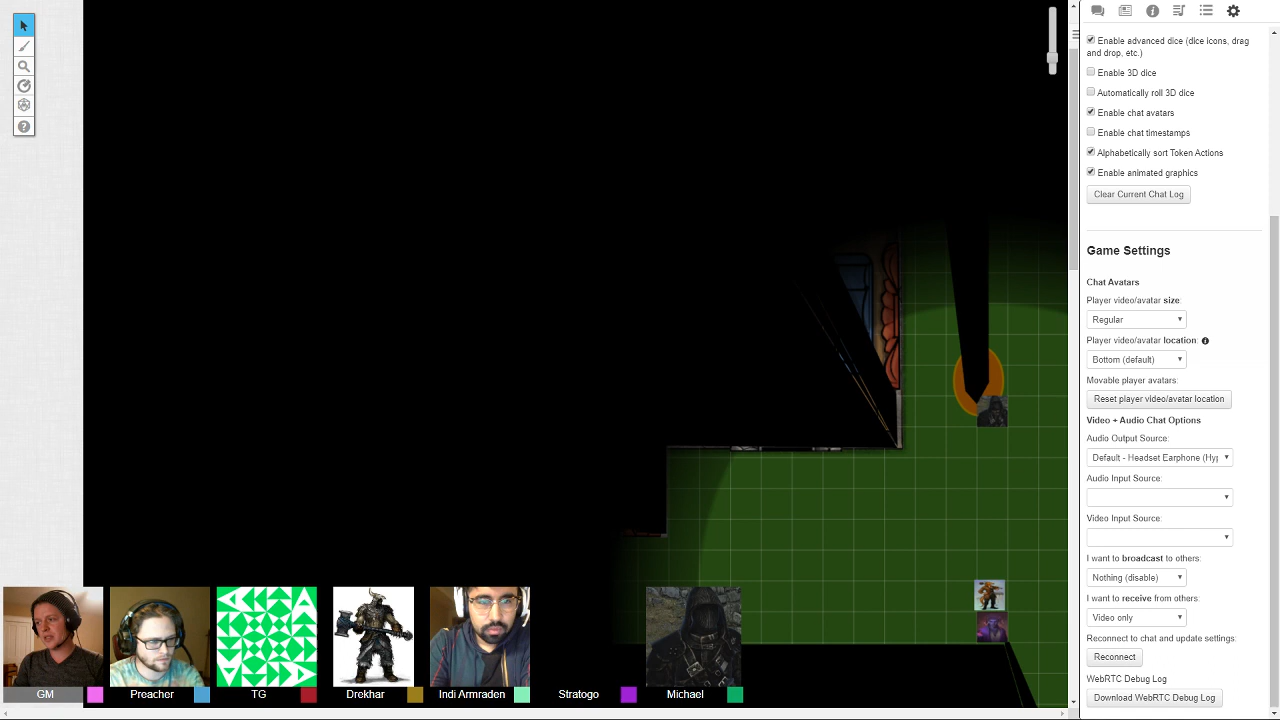 Enable advanced dice (dice icons, drag
and drop, etc.)
Enable 3D dice
Automatically roll 3D dice
Enable chat avatars
Enable chat timestamps
Alphabetically sort Token Actions
Enable animated graphics
Clear Current Chat Log
Game Settings
Chat Avatars
Player video/avatar size:
Regular
Player video/avatar location:
Bottom (default)
Movable player avatars:
Reset player video/avatar location
Video + Audio Chat Options
Audio Output Source:
Default - Headset Earphone (Hyp
Audio Input Source:
Video Input Source:
I want to broadcast to others:
Nothing (disable)
I want to receive from others:
Video only
Reconnect to chat and update settings:
Reconnect
WebRTC Debug Log
Download WebRTC Debug Log
GM
Preacher
TG
Drekhar
Indi Armraden
Stratogo
Michael